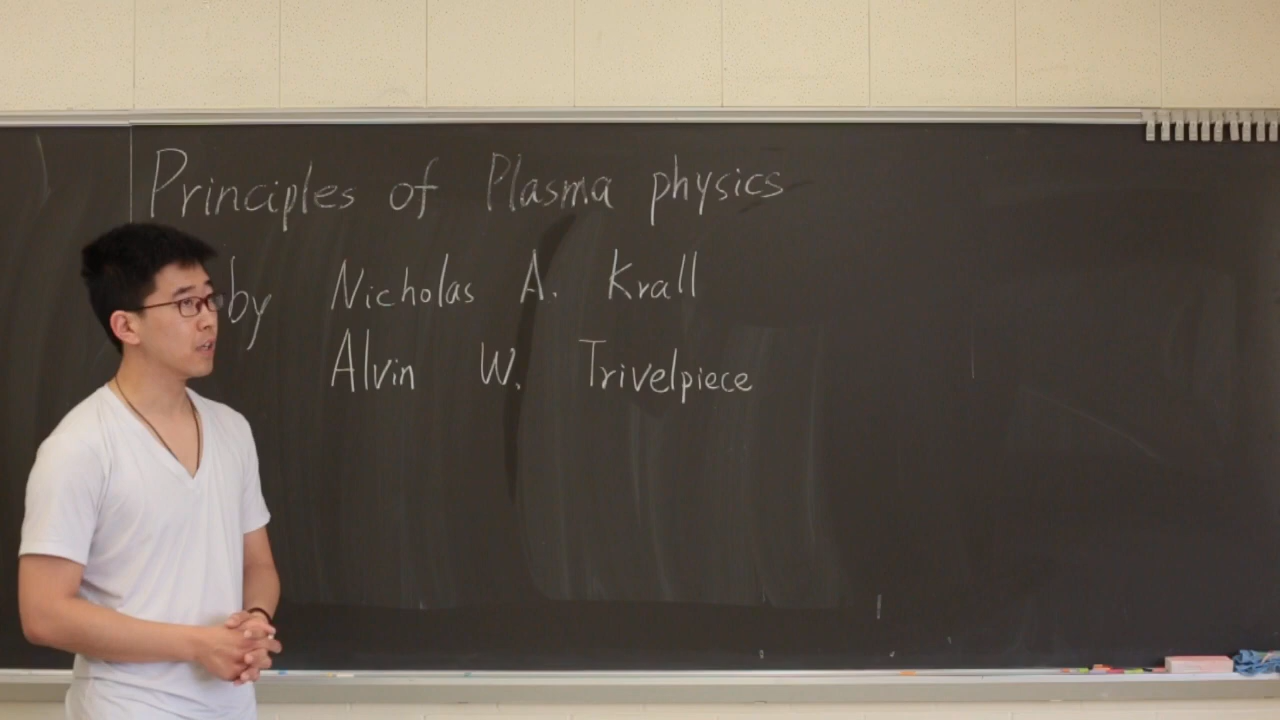 Principles of Plasma physics
by Nicholas A. Krall
Alvin W. Trivelpiece